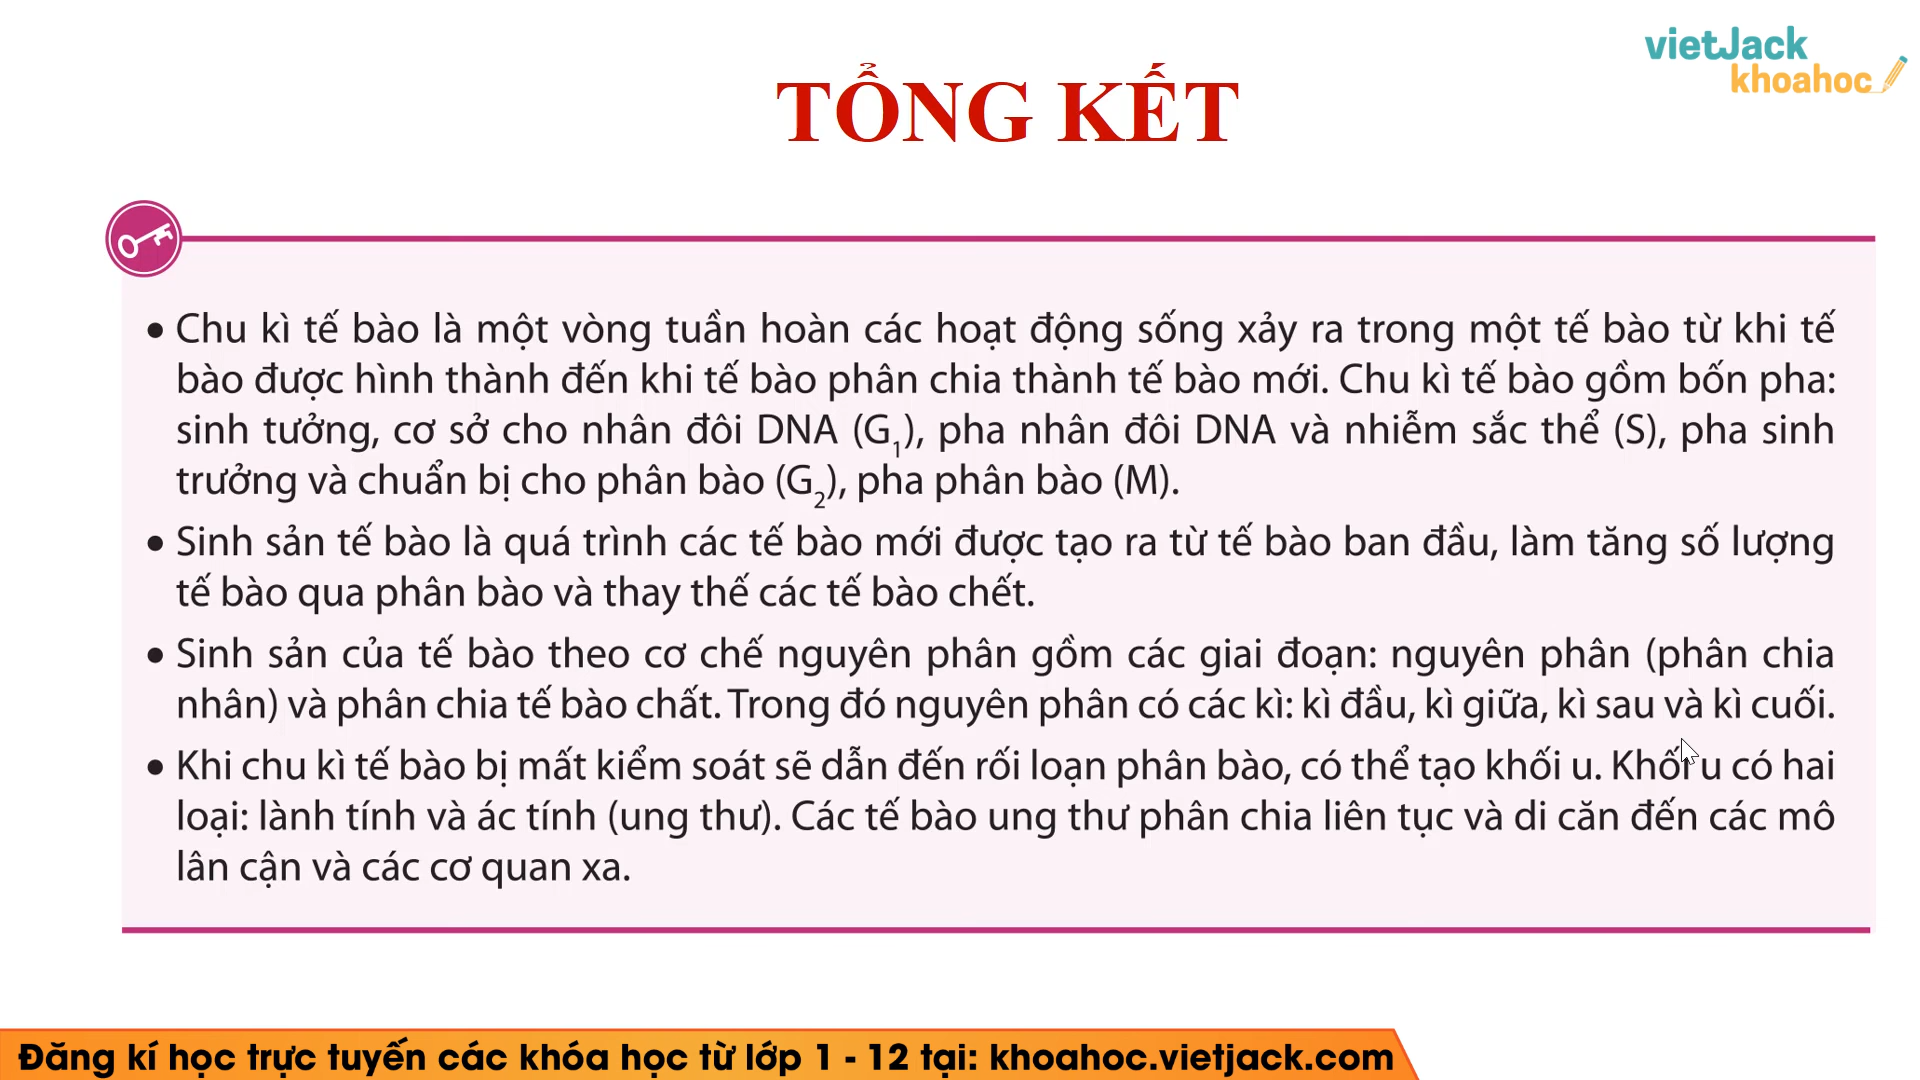 vietJack
khoahoc
TỔNG KẾT
• Chu kì tế bào là một vòng tuần hoàn các hoạt động sống xảy ra trong một tế bào từ khi tế
bào được hình thành đến khi tế bào phân chia thành tế bào mới. Chu kì tế bào gồm bốn pha:
sinh tưởng, cơ sở cho nhân đôi DNA (G₁), pha nhân đôi DNA và nhiễm sắc thể (S), pha sinh
trưởng và chuẩn bị cho phân bào (G₂), pha phân bào (M).
• Sinh sản tế bào là quá trình các tế bào mới được tạo ra từ tế bào ban đầu, làm tăng số lượng
tế bào qua phân bào và thay thế các tế bào chết.
• Sinh sản của tế bào theo cơ chế nguyên phân gồm các giai đoạn: nguyên phân (phân chia
nhân) và phân chia tế bào chất. Trong đó nguyên phân có các kì: kì đầu, kì giữa, kì sau và kì cuối.
• Khi chu kì tế bào bị mất kiểm soát sẽ dẫn đến rối loạn phân bào, có thể tạo khối u. Khối u có hai
loại: lành tính và ác tính (ung thư). Các tế bào ung thư phân chia liên tục và di căn đến các mô
lân cận và các cơ quan xa.
Đăng kí học trực tuyến các khóa học từ lớp 1 - 12 tại: khoahoc.vietjack.com